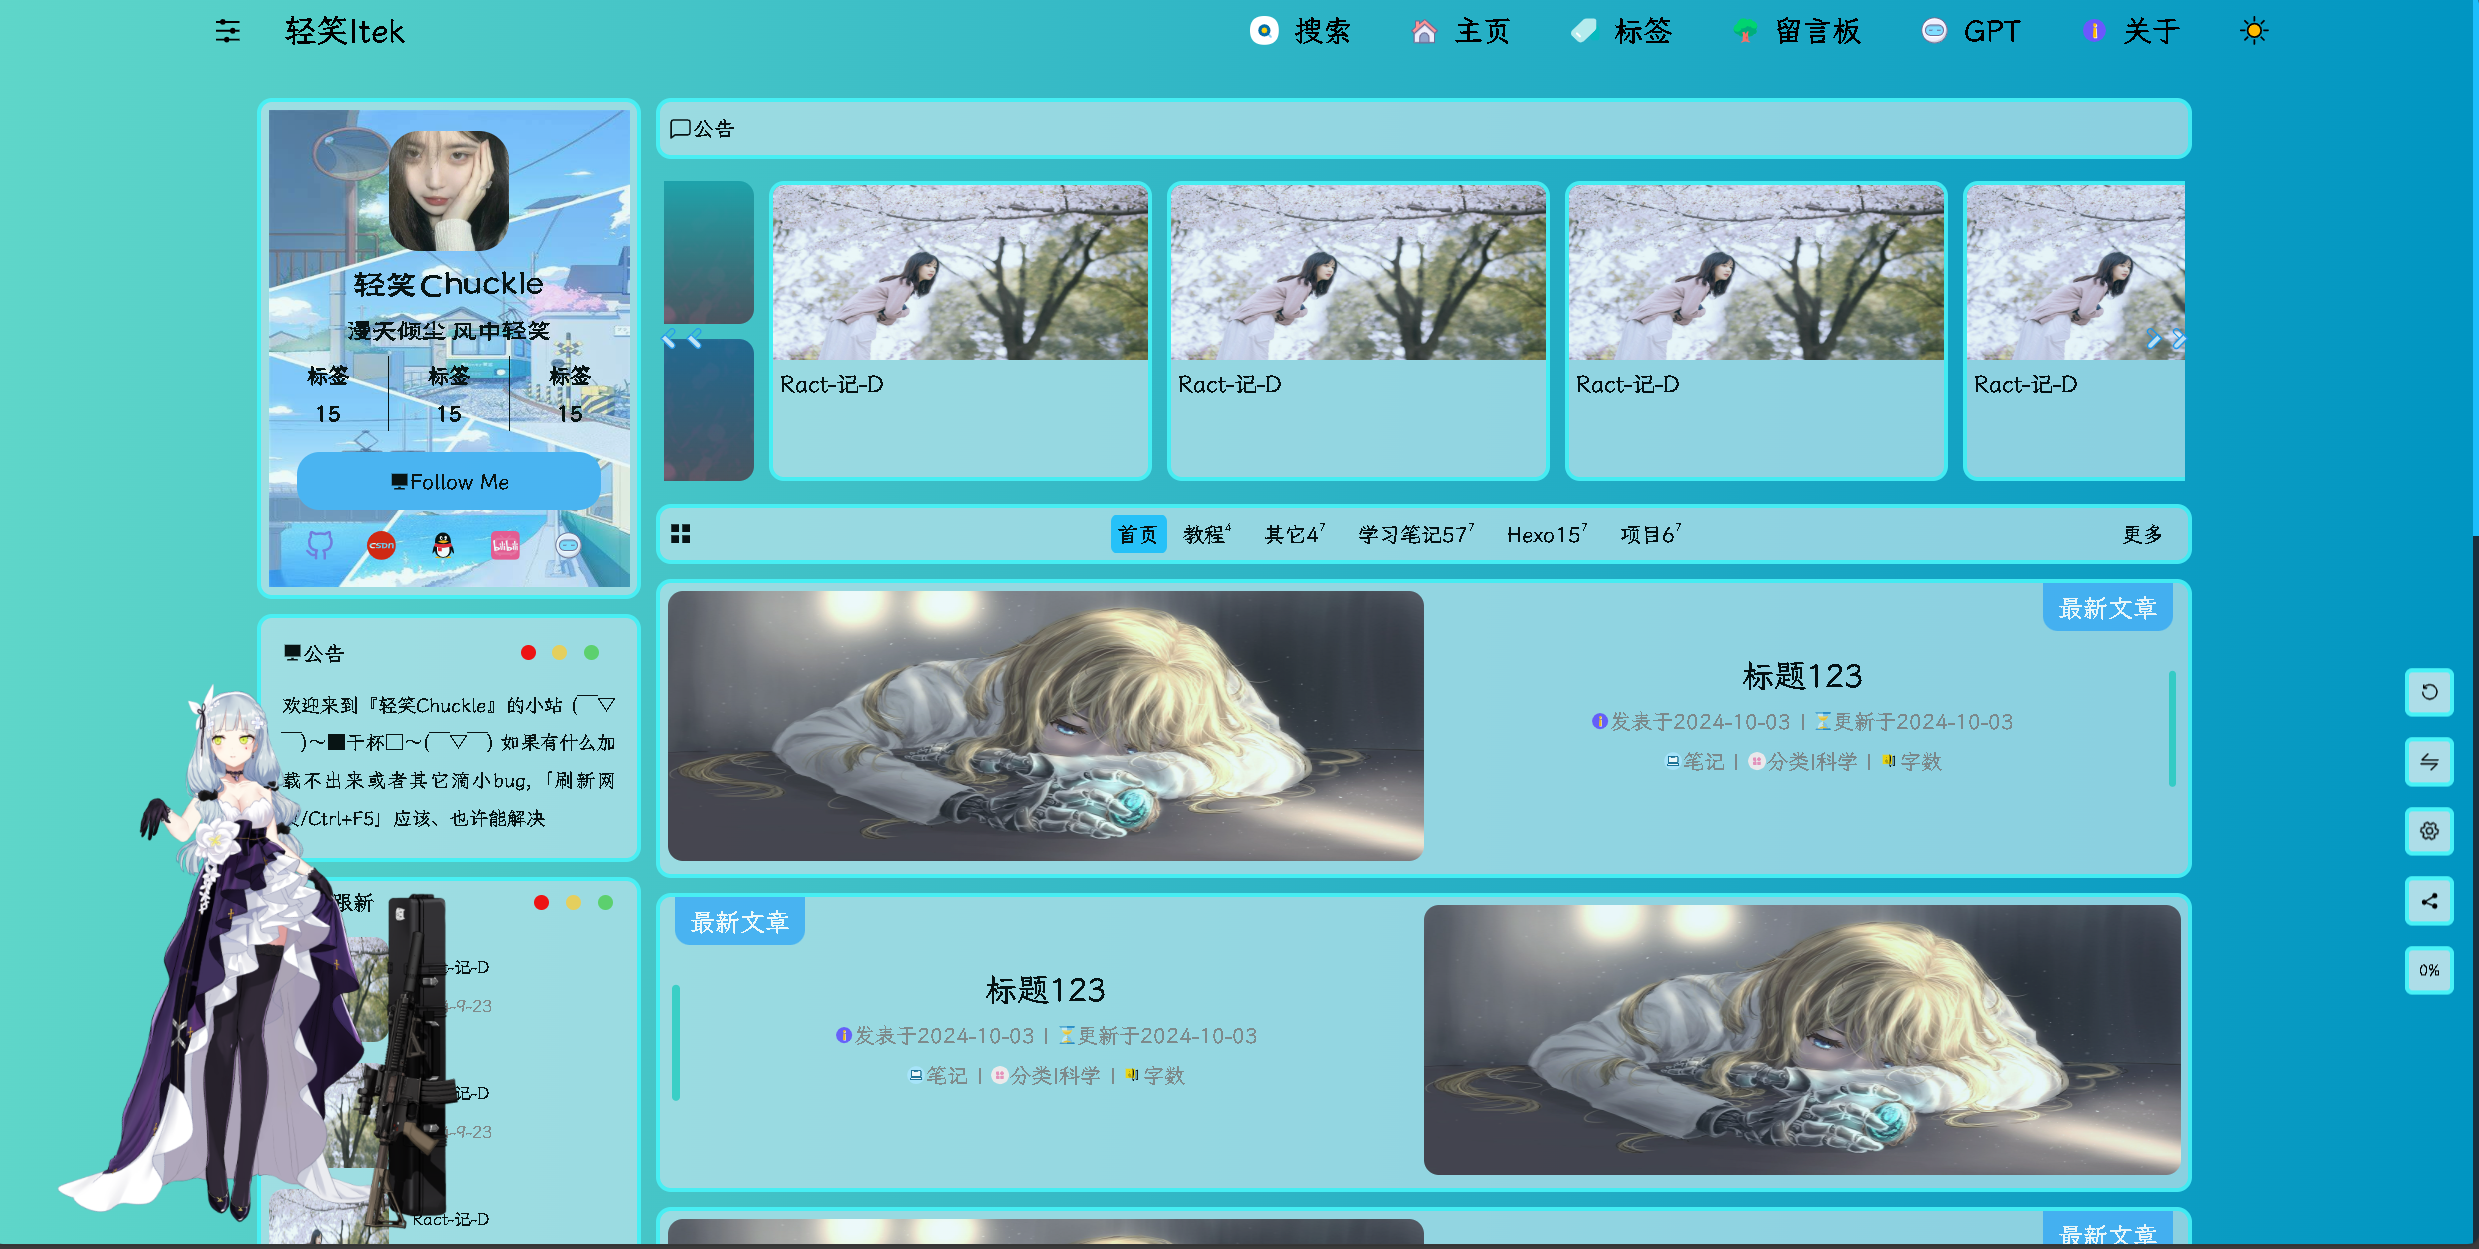 轻笑Itek
搜索
主页
标签
留言板
GPT
关于
轻笑Chuckle
漫天倾尘 风中轻笑
标签 标签 标签
15 15 15
Follow Me
CSDN
bilibili
公告
欢迎来到『轻笑Chuckle』的小站 (￣▽
￣)～■干杯□～(￣▽￣) 如果有什么加
载不出来或者其它滴小bug,「刷新网
/Ctrl+F5」应该、也许能解决
跟新
-记-D
-9-23
记-D
-9-23
Ract-记-D
公告
Ract-记-D
Ract-记-D
Ract-记-D
Ract-记-D
首页 教程4 其它47 学习笔记577 Hexo157 项目67 更多
最新文章
标题123
发表于2024-10-03 | 更新于2024-10-03
笔记 | 分类|科学 | 字数
最新文章
标题123
发表于2024-10-03 | 更新于2024-10-03
笔记 | 分类|科学 | 字数
最新文章
0%